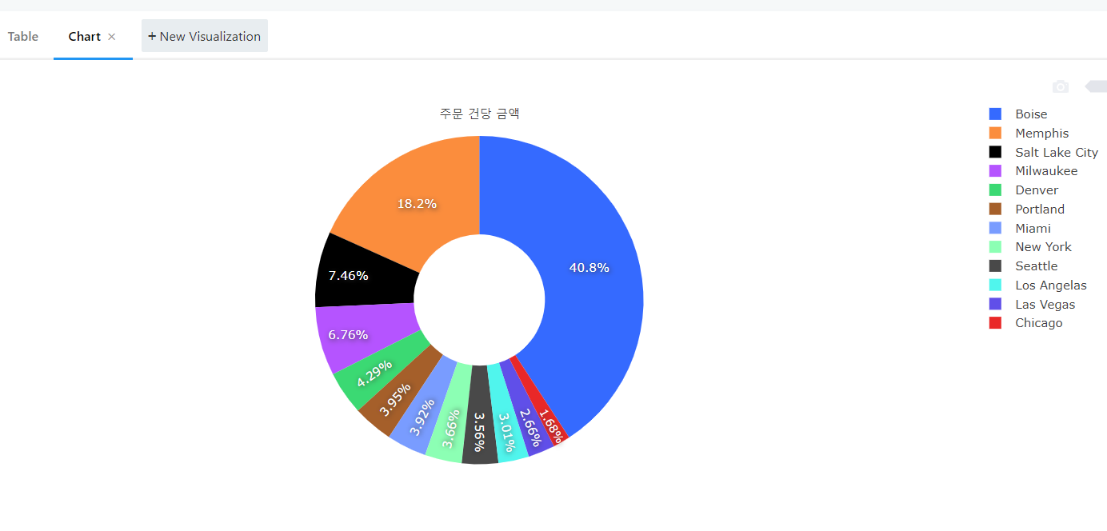 Table
Chart ×
+ New Visualization
주문 건당 금액
40.8%
18.2%
7.46%
6.76%
4.29%
3.95%
3.92%
3.66%
3.56%
3.01%
2.66%
1.68%
Boise
Memphis
Salt Lake City
Milwaukee
Denver
Portland
Miami
New York
Seattle
Los Angelas
Las Vegas
Chicago